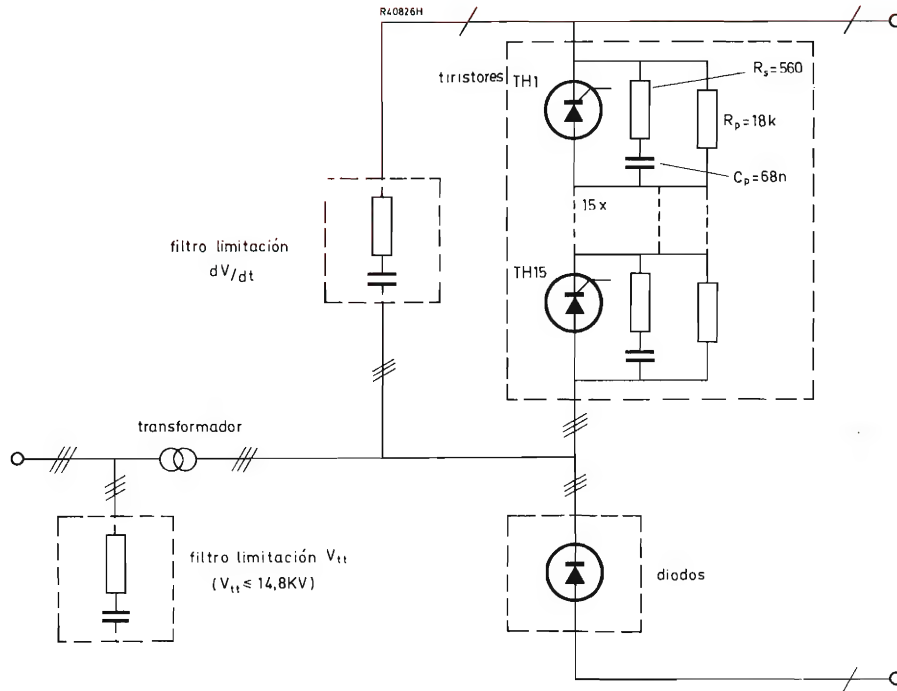 R40826H
tiristores
TH1
R_s=560
R_p=18k
C_p=68n
15x
filtro limitación
dV/dt
TH15
transformador
filtro limitación V_tt
(V_tt ≤ 14,8KV)
diodos